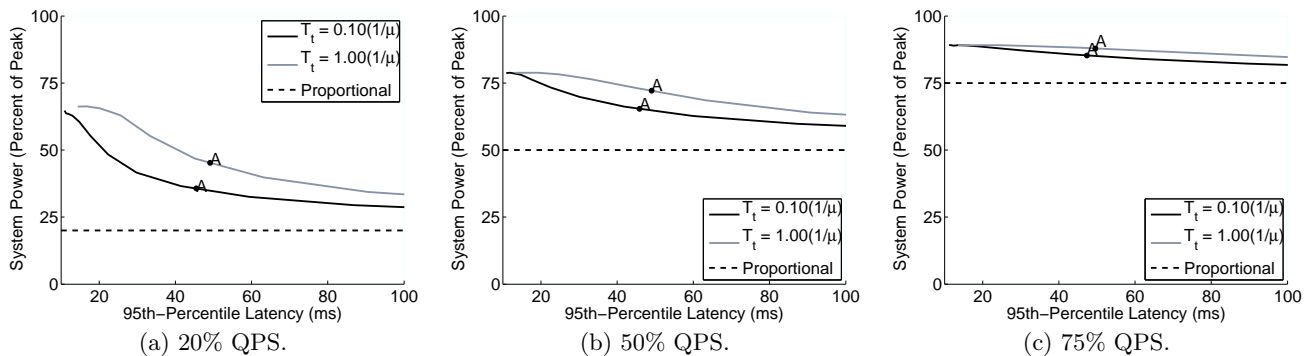 System Power (Percent of Peak)
100
75
50
25
0
T_t = 0.10(1/μ)
T_t = 1.00(1/μ)
Proportional
A
A
20 40 60 80 100
95th−Percentile Latency (ms)
(a) 20% QPS.
System Power (Percent of Peak)
100
75
50
25
0
A
A
T_t = 0.10(1/μ)
T_t = 1.00(1/μ)
Proportional
20 40 60 80 100
95th−Percentile Latency (ms)
(b) 50% QPS.
System Power (Percent of Peak)
100
75
50
25
0
A
A
T_t = 0.10(1/μ)
T_t = 1.00(1/μ)
Proportional
20 40 60 80 100
95th−Percentile Latency (ms)
(c) 75% QPS.